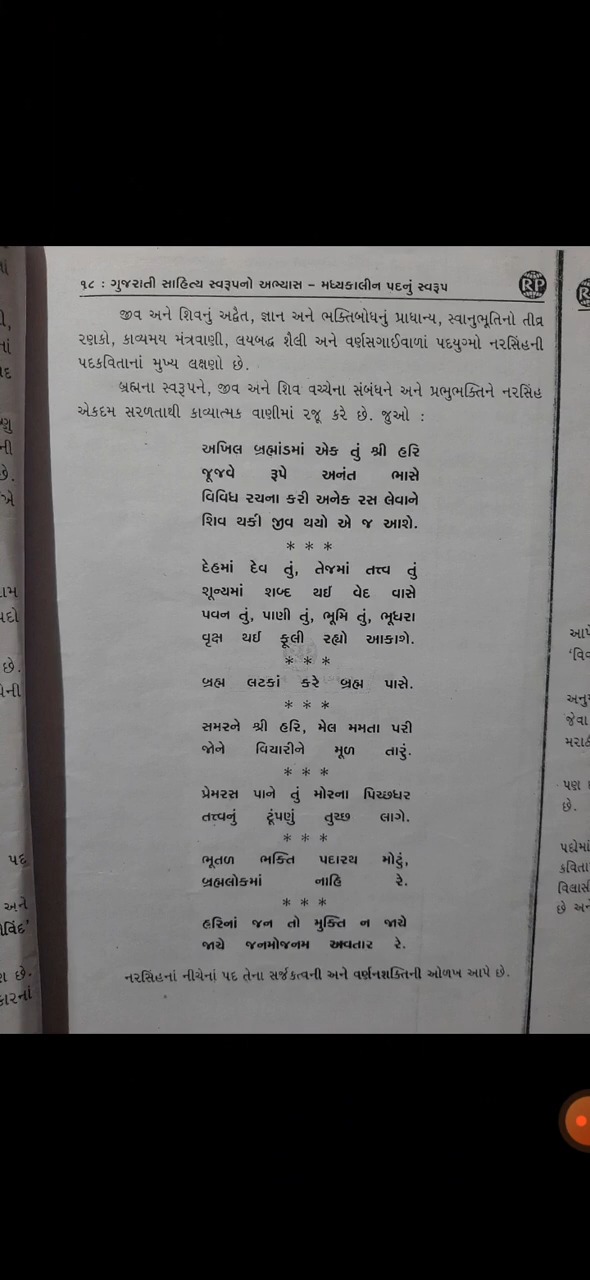 ૧૮ : ગુજરાતી સાહિત્ય સ્વરૂપનો અભ્યાસ – મધ્યકાલીન પદનું સ્વરૂપ
RP
જીવ અને શિવનું અદ્વૈત, જ્ઞાન અને ભક્તિબોધનું પ્રાધાન્ય, સ્વાનુભૂતિનો તીવ્ર
રણકો, કાવ્યમય મંત્રવાણી, લયબદ્ધ શૈલી અને વર્ણસગાઈવાળાં પદયુગ્મો નરસિંહની
પદકવિતાનાં મુખ્ય લક્ષણો છે.
બ્રહ્મના સ્વરૂપને, જીવ અને શિવ વચ્ચેના સંબંધને અને પ્રભુભક્તિને નરસિંહ
એકદમ સરળતાથી કાવ્યાત્મક વાણીમાં રજૂ કરે છે. જુઓ :
અખિલ બ્રહ્માંડમાં એક તું શ્રી હરિ
જૂજવે રૂપે અનંત ભાસે
વિવિધ રચના કરી અનેક રસ લેવાને
શિવ થકી જીવ થયો એ જ આશે.
* * *
દેહમાં દેવ તું, તેજમાં તત્ત્વ તું
શૂન્યમાં શબ્દ થઈ વેદ વાસે
પવન તું, પાણી તું, ભૂમિ તું, ભૂધરા
વૃક્ષ થઈ ફૂલી રહ્યો આકાશે.
* * *
બ્રહ્મ લટકાં કરે બ્રહ્મ પાસે.
* * *
સમરને શ્રી હરિ, મેલ મમતા પરી
જોને વિચારીને મૂળ તારું.
* * *
પ્રેમરસ પાને તું મોરના પિચ્છધર
તત્ત્વનું ટૂંપણું તુચ્છ લાગે.
* * *
ભૂતળ ભક્તિ પદારથ મોટું,
બ્રહ્મલોકમાં નાહિ રે.
* * *
હરિનાં જન તો મુક્તિ ન જાચે
જાચે જનમોજનમ અવતાર રે.
નરસિંહનાં નીચેનાં પદ તેના સર્જકત્વની અને વર્ણનશક્તિની ઓળખ આપે છે.